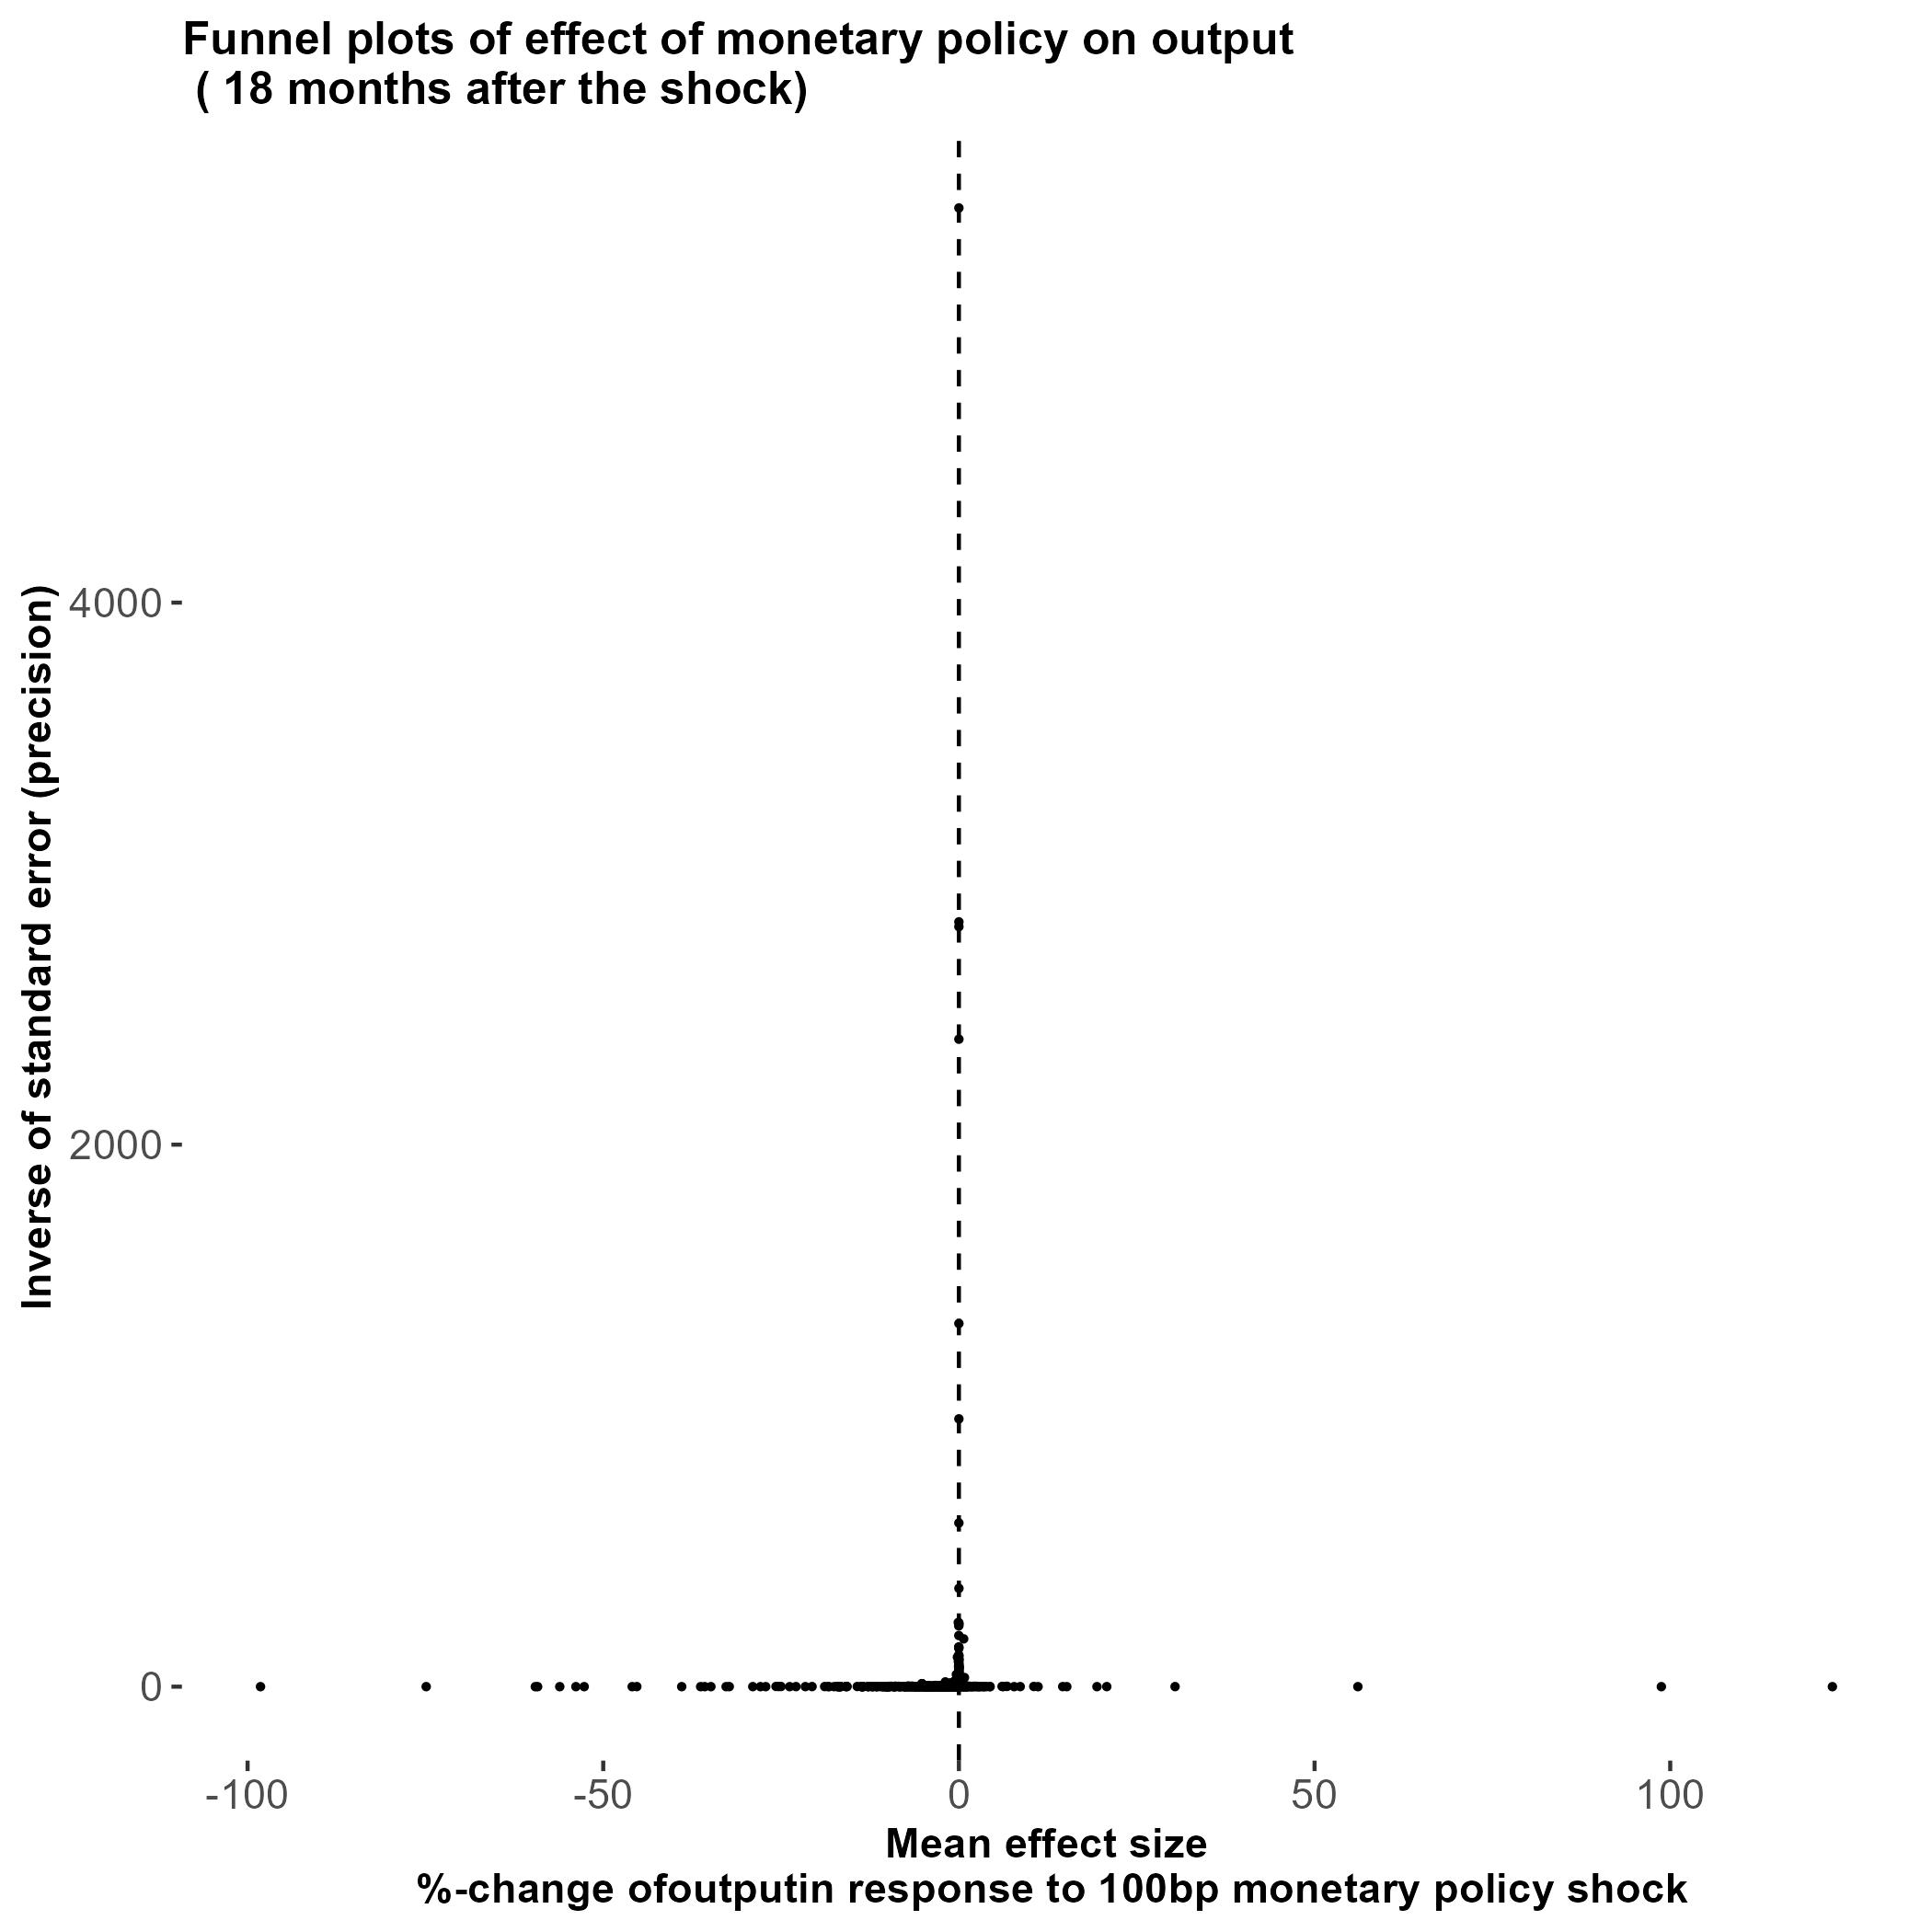 Funnel plots of effect of monetary policy on output
( 18 months after the shock)
Inverse of standard error (precision)
4000
2000
0
-100
-50
0
50
100
Mean effect size
%-change ofoutputin response to 100bp monetary policy shock